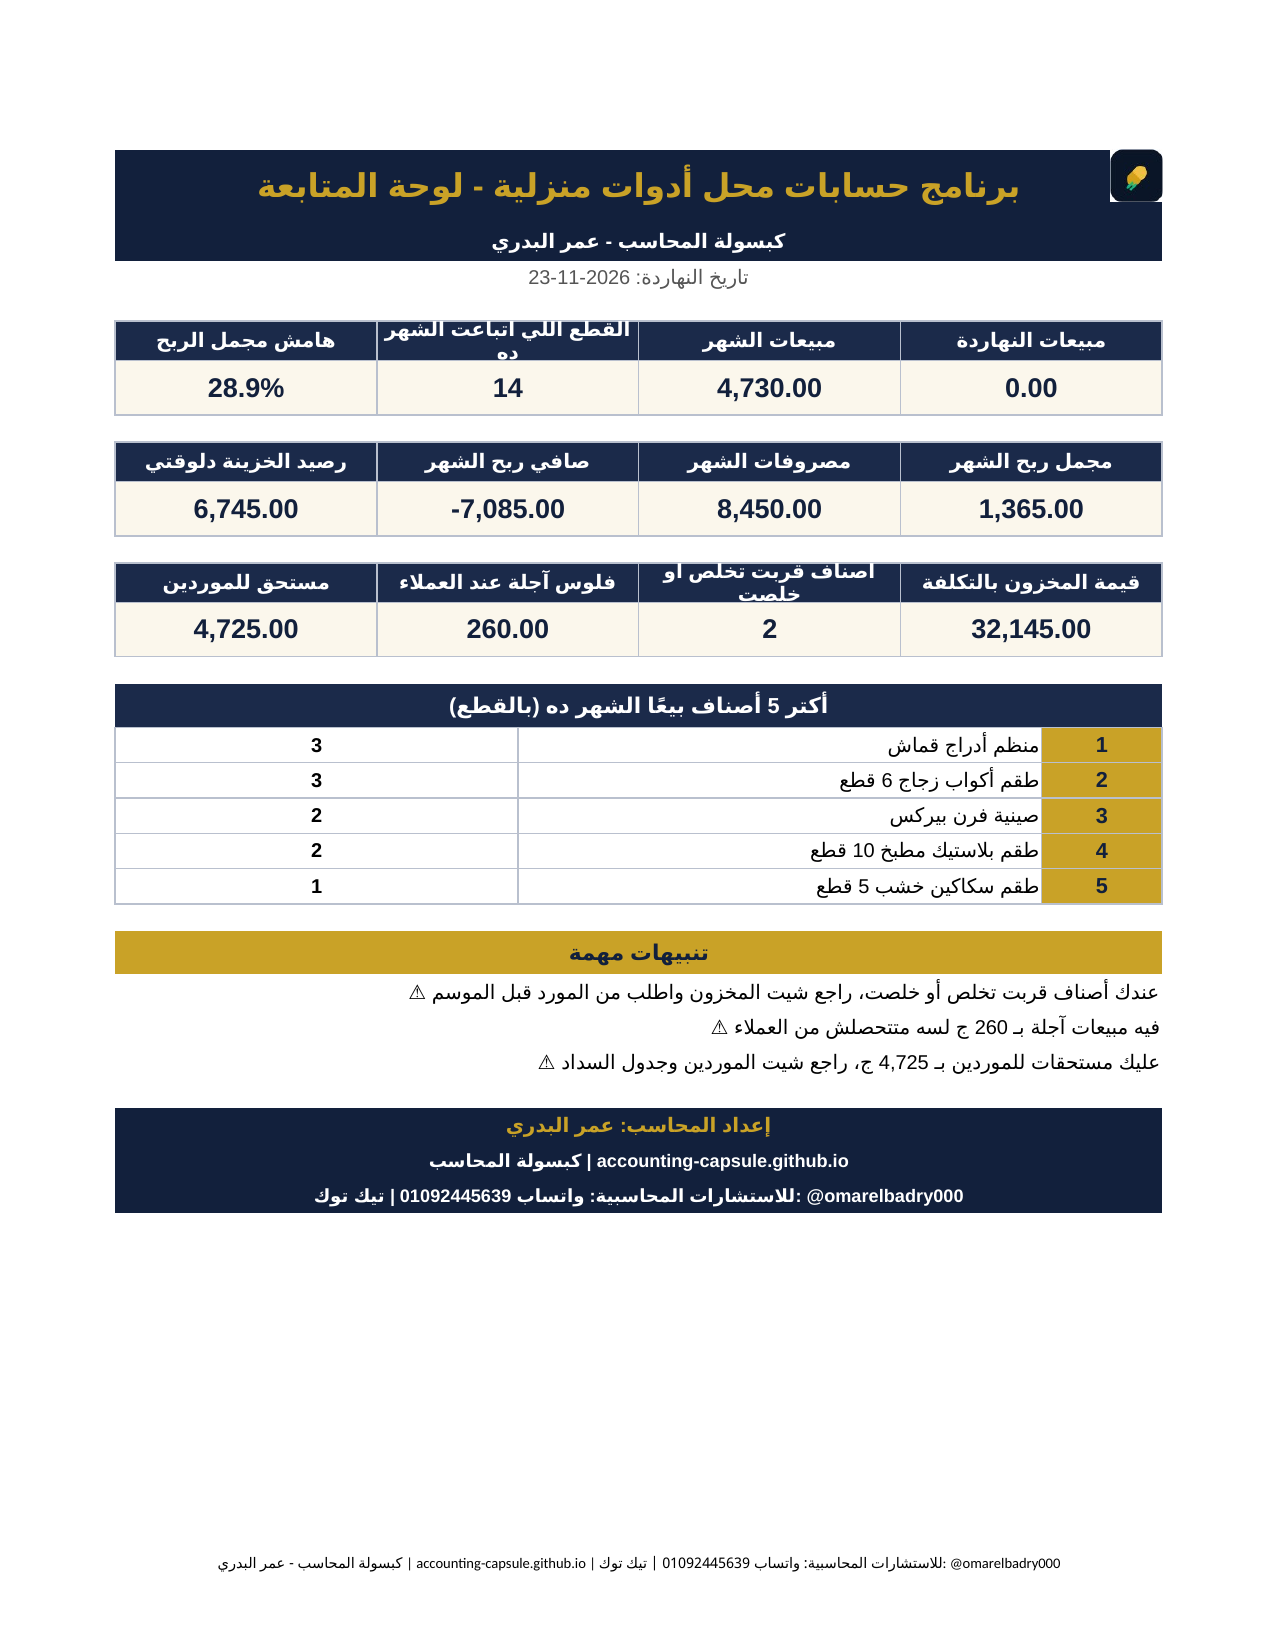 برنامج حسابات محل أدوات منزلية - لوحة المتابعة
كبسولة المحاسب - عمر البدري
تاريخ النهاردة: 2026-11-23
مبيعات النهاردة
مبيعات الشهر
القطع اللي اتباعت الشهر
ده
هامش مجمل الربح
0.00
4,730.00
14
28.9%
مجمل ربح الشهر
مصروفات الشهر
صافي ربح الشهر
رصيد الخزينة دلوقتي
1,365.00
8,450.00
-7,085.00
6,745.00
قيمة المخزون بالتكلفة
أصناف قربت تخلص أو
خلصت
فلوس آجلة عند العملاء
مستحق للموردين
32,145.00
2
260.00
4,725.00
أكتر 5 أصناف بيعًا الشهر ده (بالقطع)
1 منظم أدراج قماش 3
2 طقم أكواب زجاج 6 قطع 3
3 صينية فرن بيركس 2
4 طقم بلاستيك مطبخ 10 قطع 2
5 طقم سكاكين خشب 5 قطع 1
تنبيهات مهمة
عندك أصناف قربت تخلص أو خلصت، راجع شيت المخزون واطلب من المورد قبل الموسم ⚠
فيه مبيعات آجلة بـ 260 ج لسه متتحصلش من العملاء ⚠
عليك مستحقات للموردين بـ 4,725 ج، راجع شيت الموردين وجدول السداد ⚠
إعداد المحاسب: عمر البدري
كبسولة المحاسب | accounting-capsule.github.io
للاستشارات المحاسبية: واتساب 01092445639 | تيك توك: @omarelbadry000
كبسولة المحاسب - عمر البدري | accounting-capsule.github.io | للاستشارات المحاسبية: واتساب 01092445639 | تيك توك: @omarelbadry000